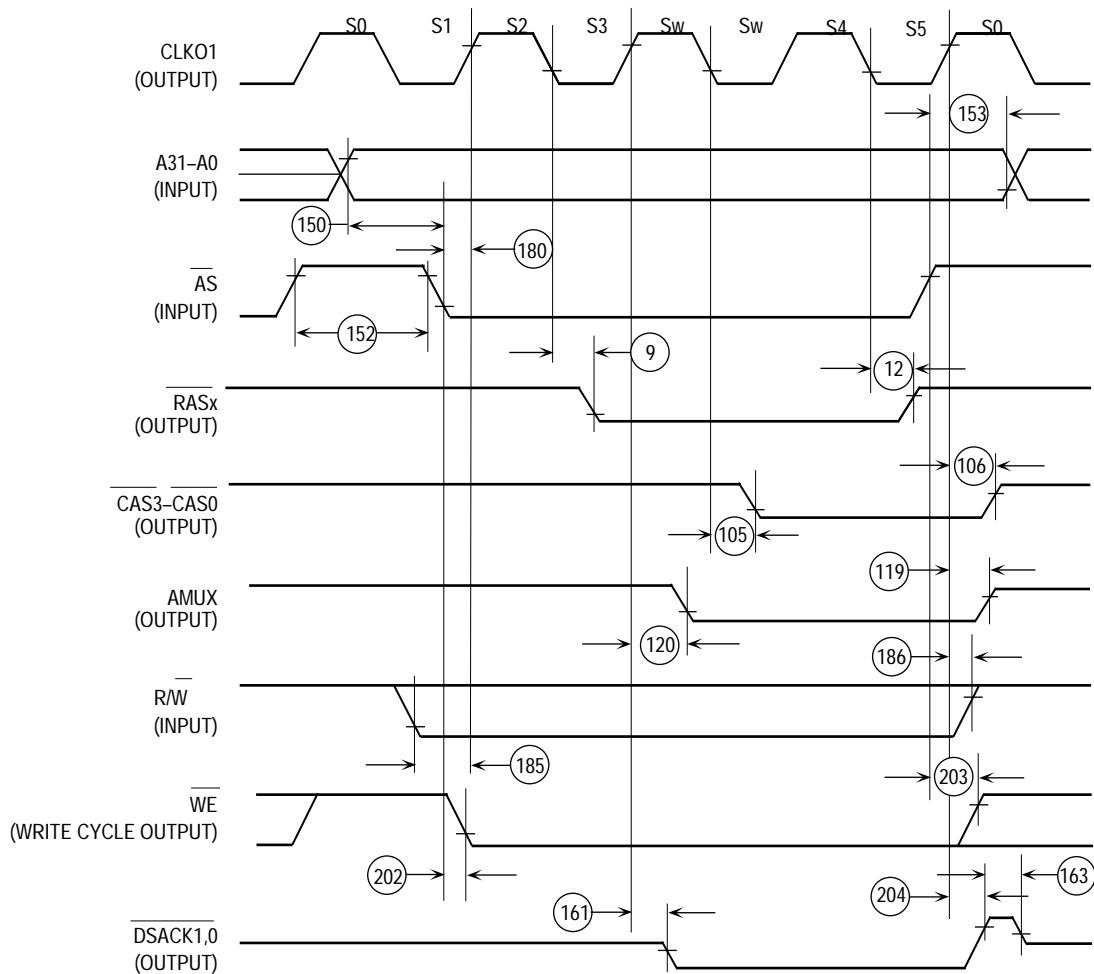 S0 S1 S2 S3 Sw Sw S4 S5 S0
CLKO1
(OUTPUT)
153
A31–A0
(INPUT)
150
180
AS
(INPUT)
152
9
12
RASx
(OUTPUT)
106
CAS3–CAS0
(OUTPUT)
105
119
AMUX
(OUTPUT)
120
186
R/W
(INPUT)
185
203
WE
(WRITE CYCLE OUTPUT)
202
163
204
161
DSACK1,0
(OUTPUT)